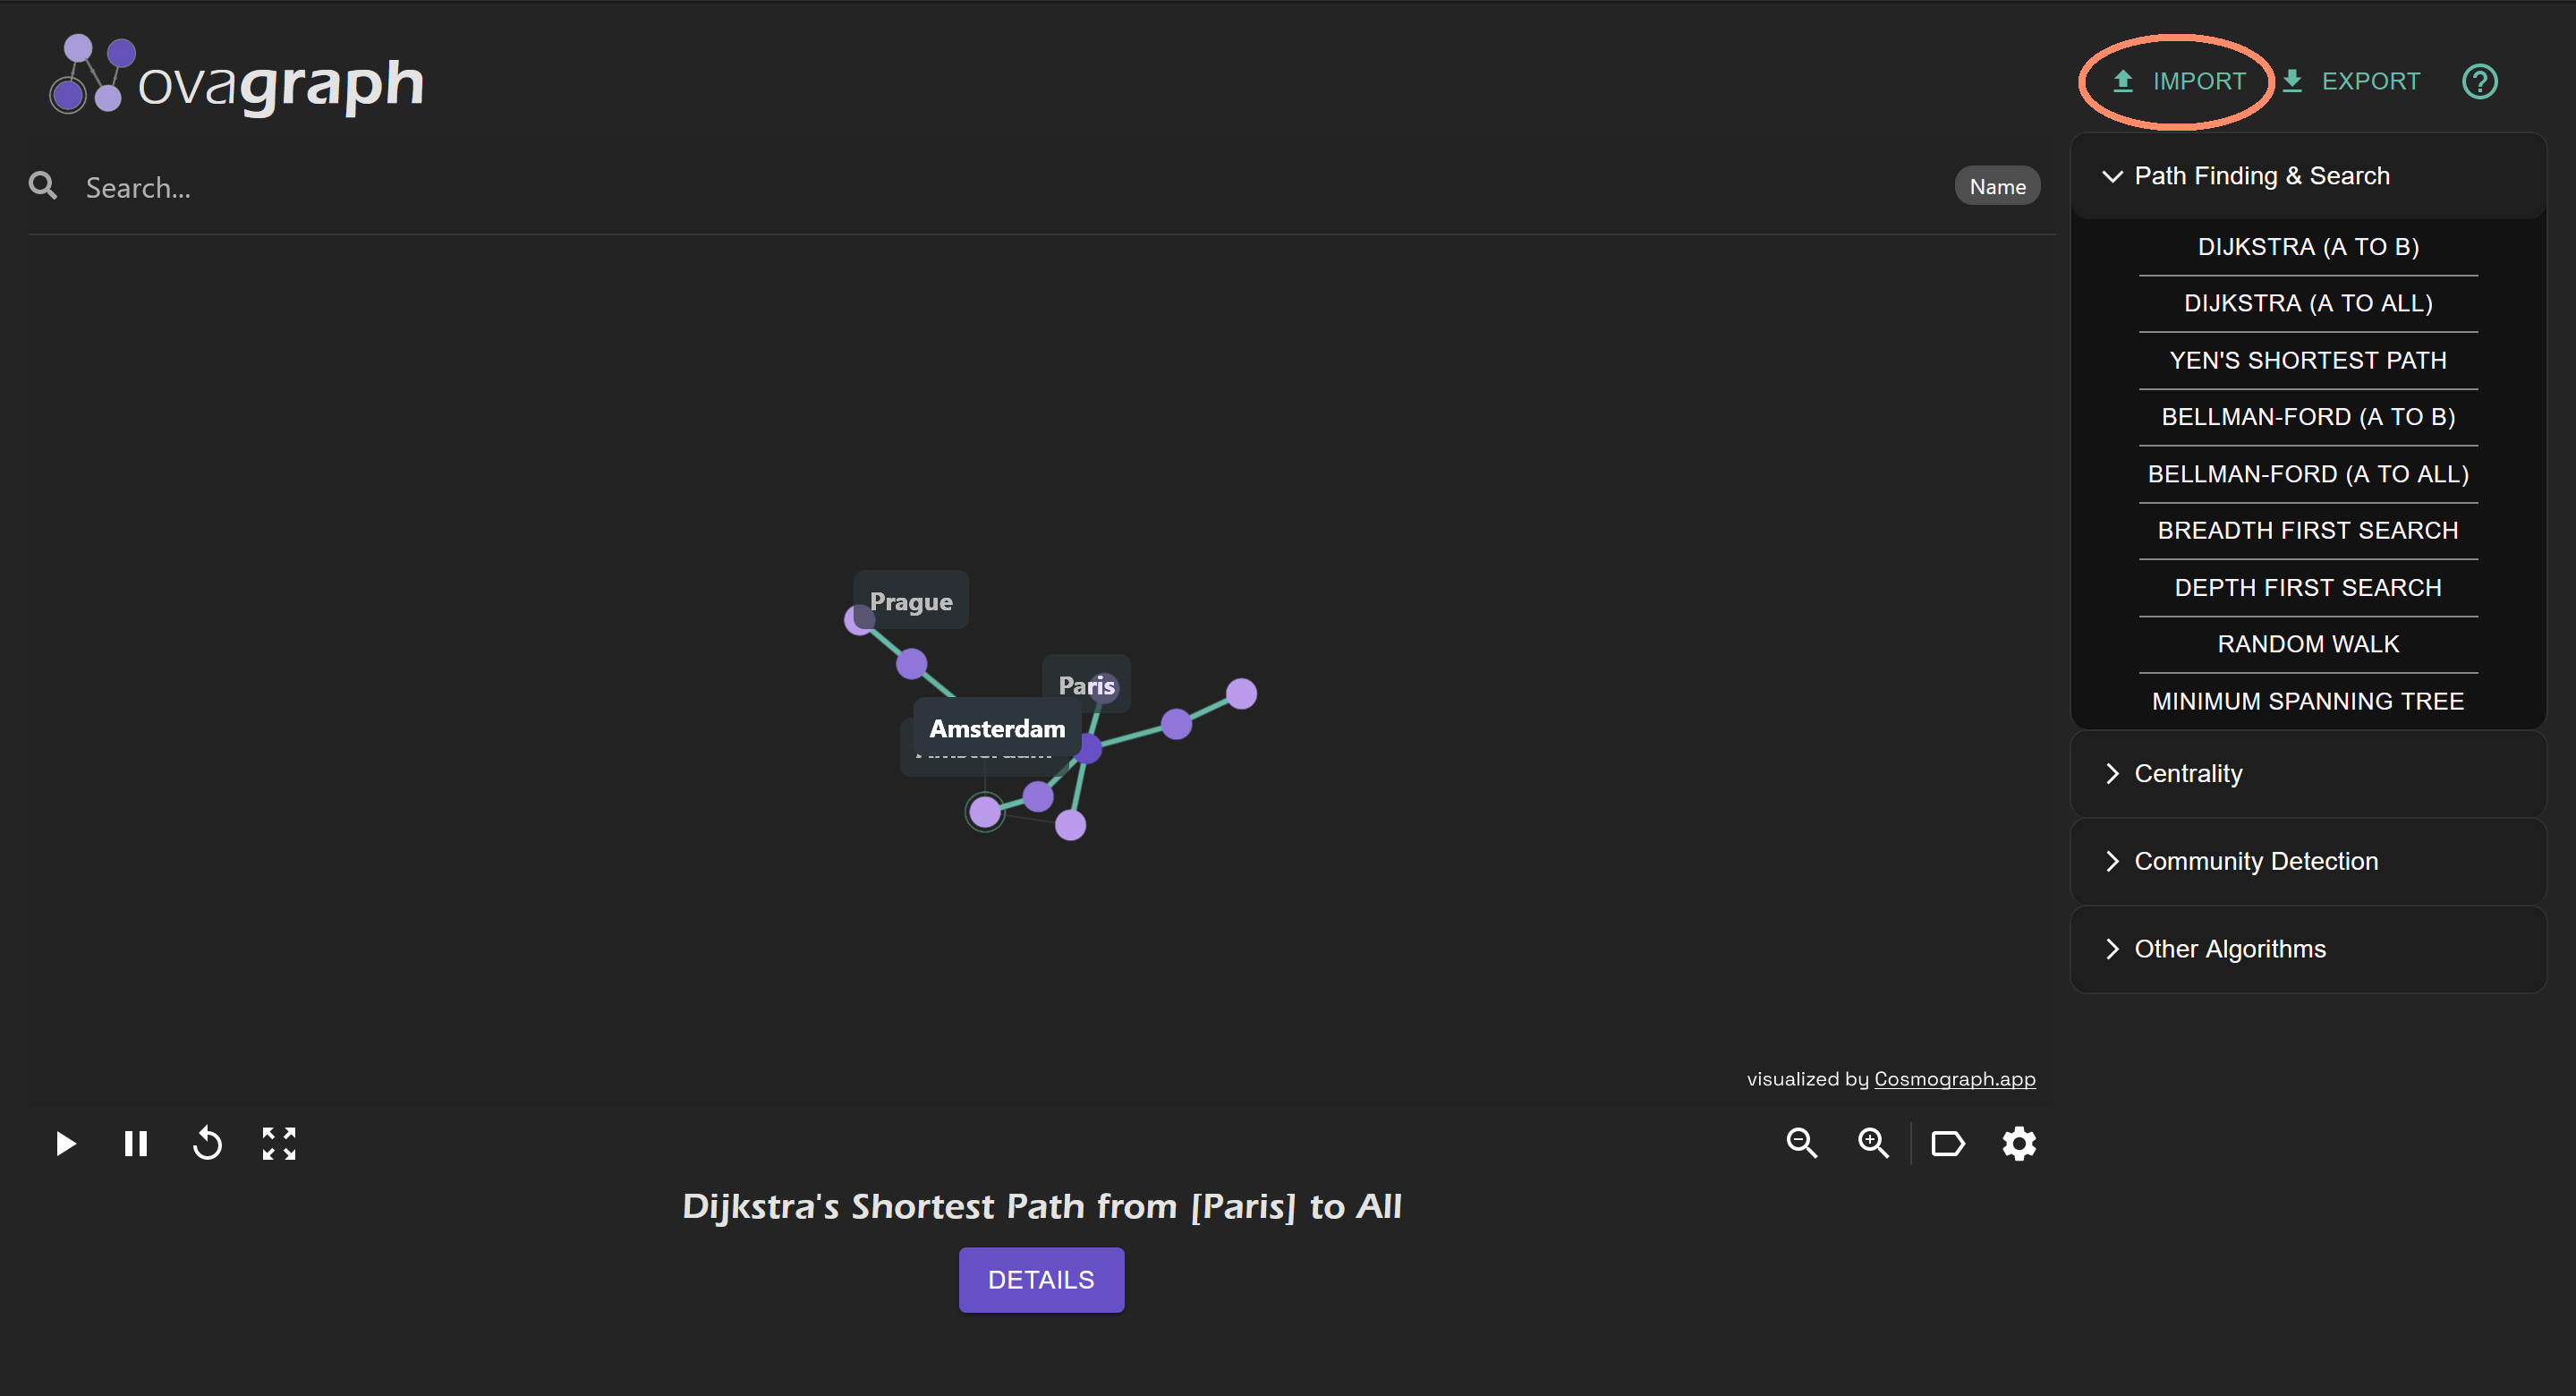 ovagraph
IMPORT
EXPORT
Search...
Name
Path Finding & Search
DIJKSTRA (A TO B)
DIJKSTRA (A TO ALL)
YEN'S SHORTEST PATH
BELLMAN-FORD (A TO B)
BELLMAN-FORD (A TO ALL)
BREADTH FIRST SEARCH
DEPTH FIRST SEARCH
RANDOM WALK
MINIMUM SPANNING TREE
Centrality
Community Detection
Other Algorithms
Prague
Paris
Amsterdam
visualized by Cosmograph.app
Dijkstra's Shortest Path from [Paris] to All
DETAILS